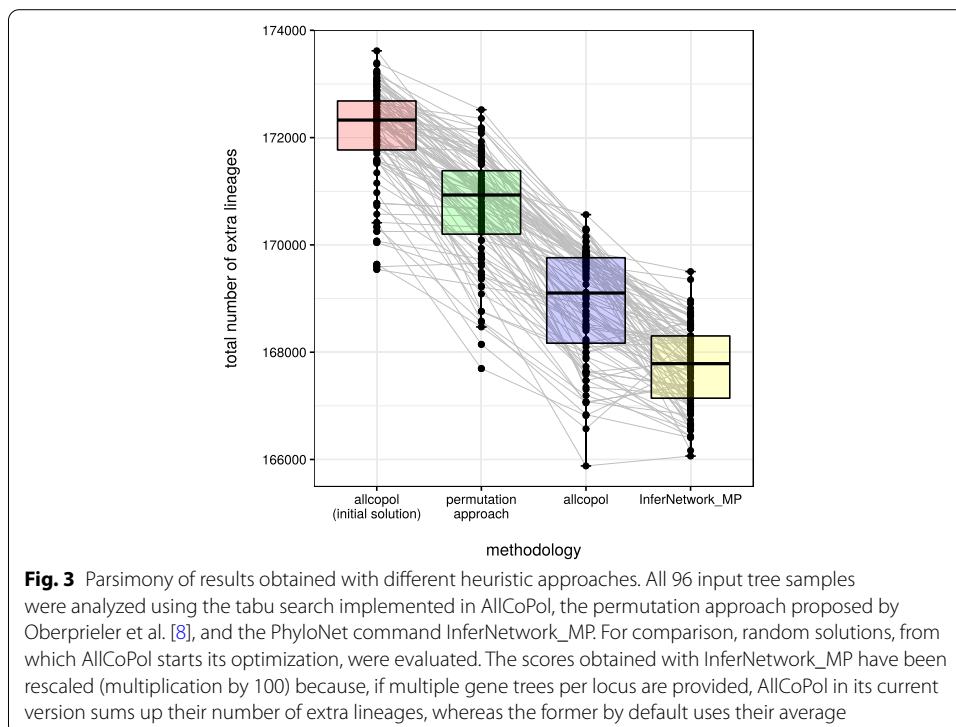 174000
172000
170000
168000
166000
total number of extra lineages
allcopol
(initial solution)
permutation
approach
allcopol
InferNetwork_MP
methodology
Fig. 3 Parsimony of results obtained with different heuristic approaches. All 96 input tree samples
were analyzed using the tabu search implemented in AllCoPol, the permutation approach proposed by
Oberprieler et al. [8], and the PhyloNet command InferNetwork_MP. For comparison, random solutions, from
which AllCoPol starts its optimization, were evaluated. The scores obtained with InferNetwork_MP have been
rescaled (multiplication by 100) because, if multiple gene trees per locus are provided, AllCoPol in its current
version sums up their number of extra lineages, whereas the former by default uses their average